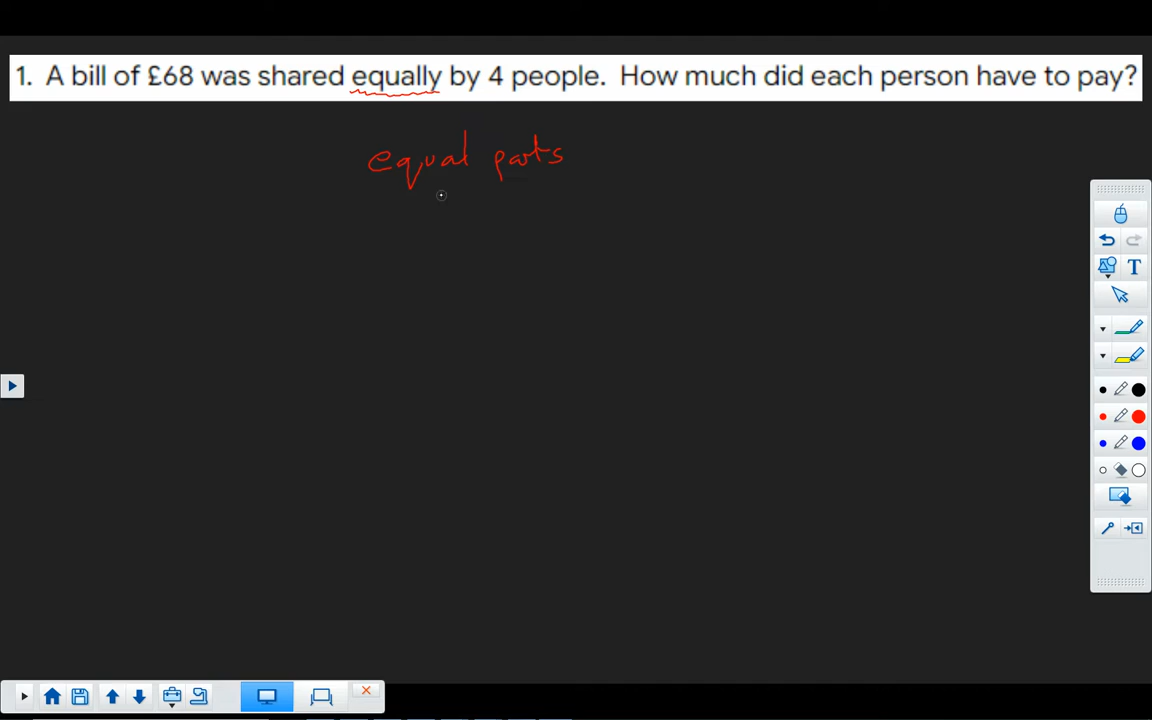 1. A bill of £68 was shared equally by 4 people. How much did each person have to pay?
equal parts
T